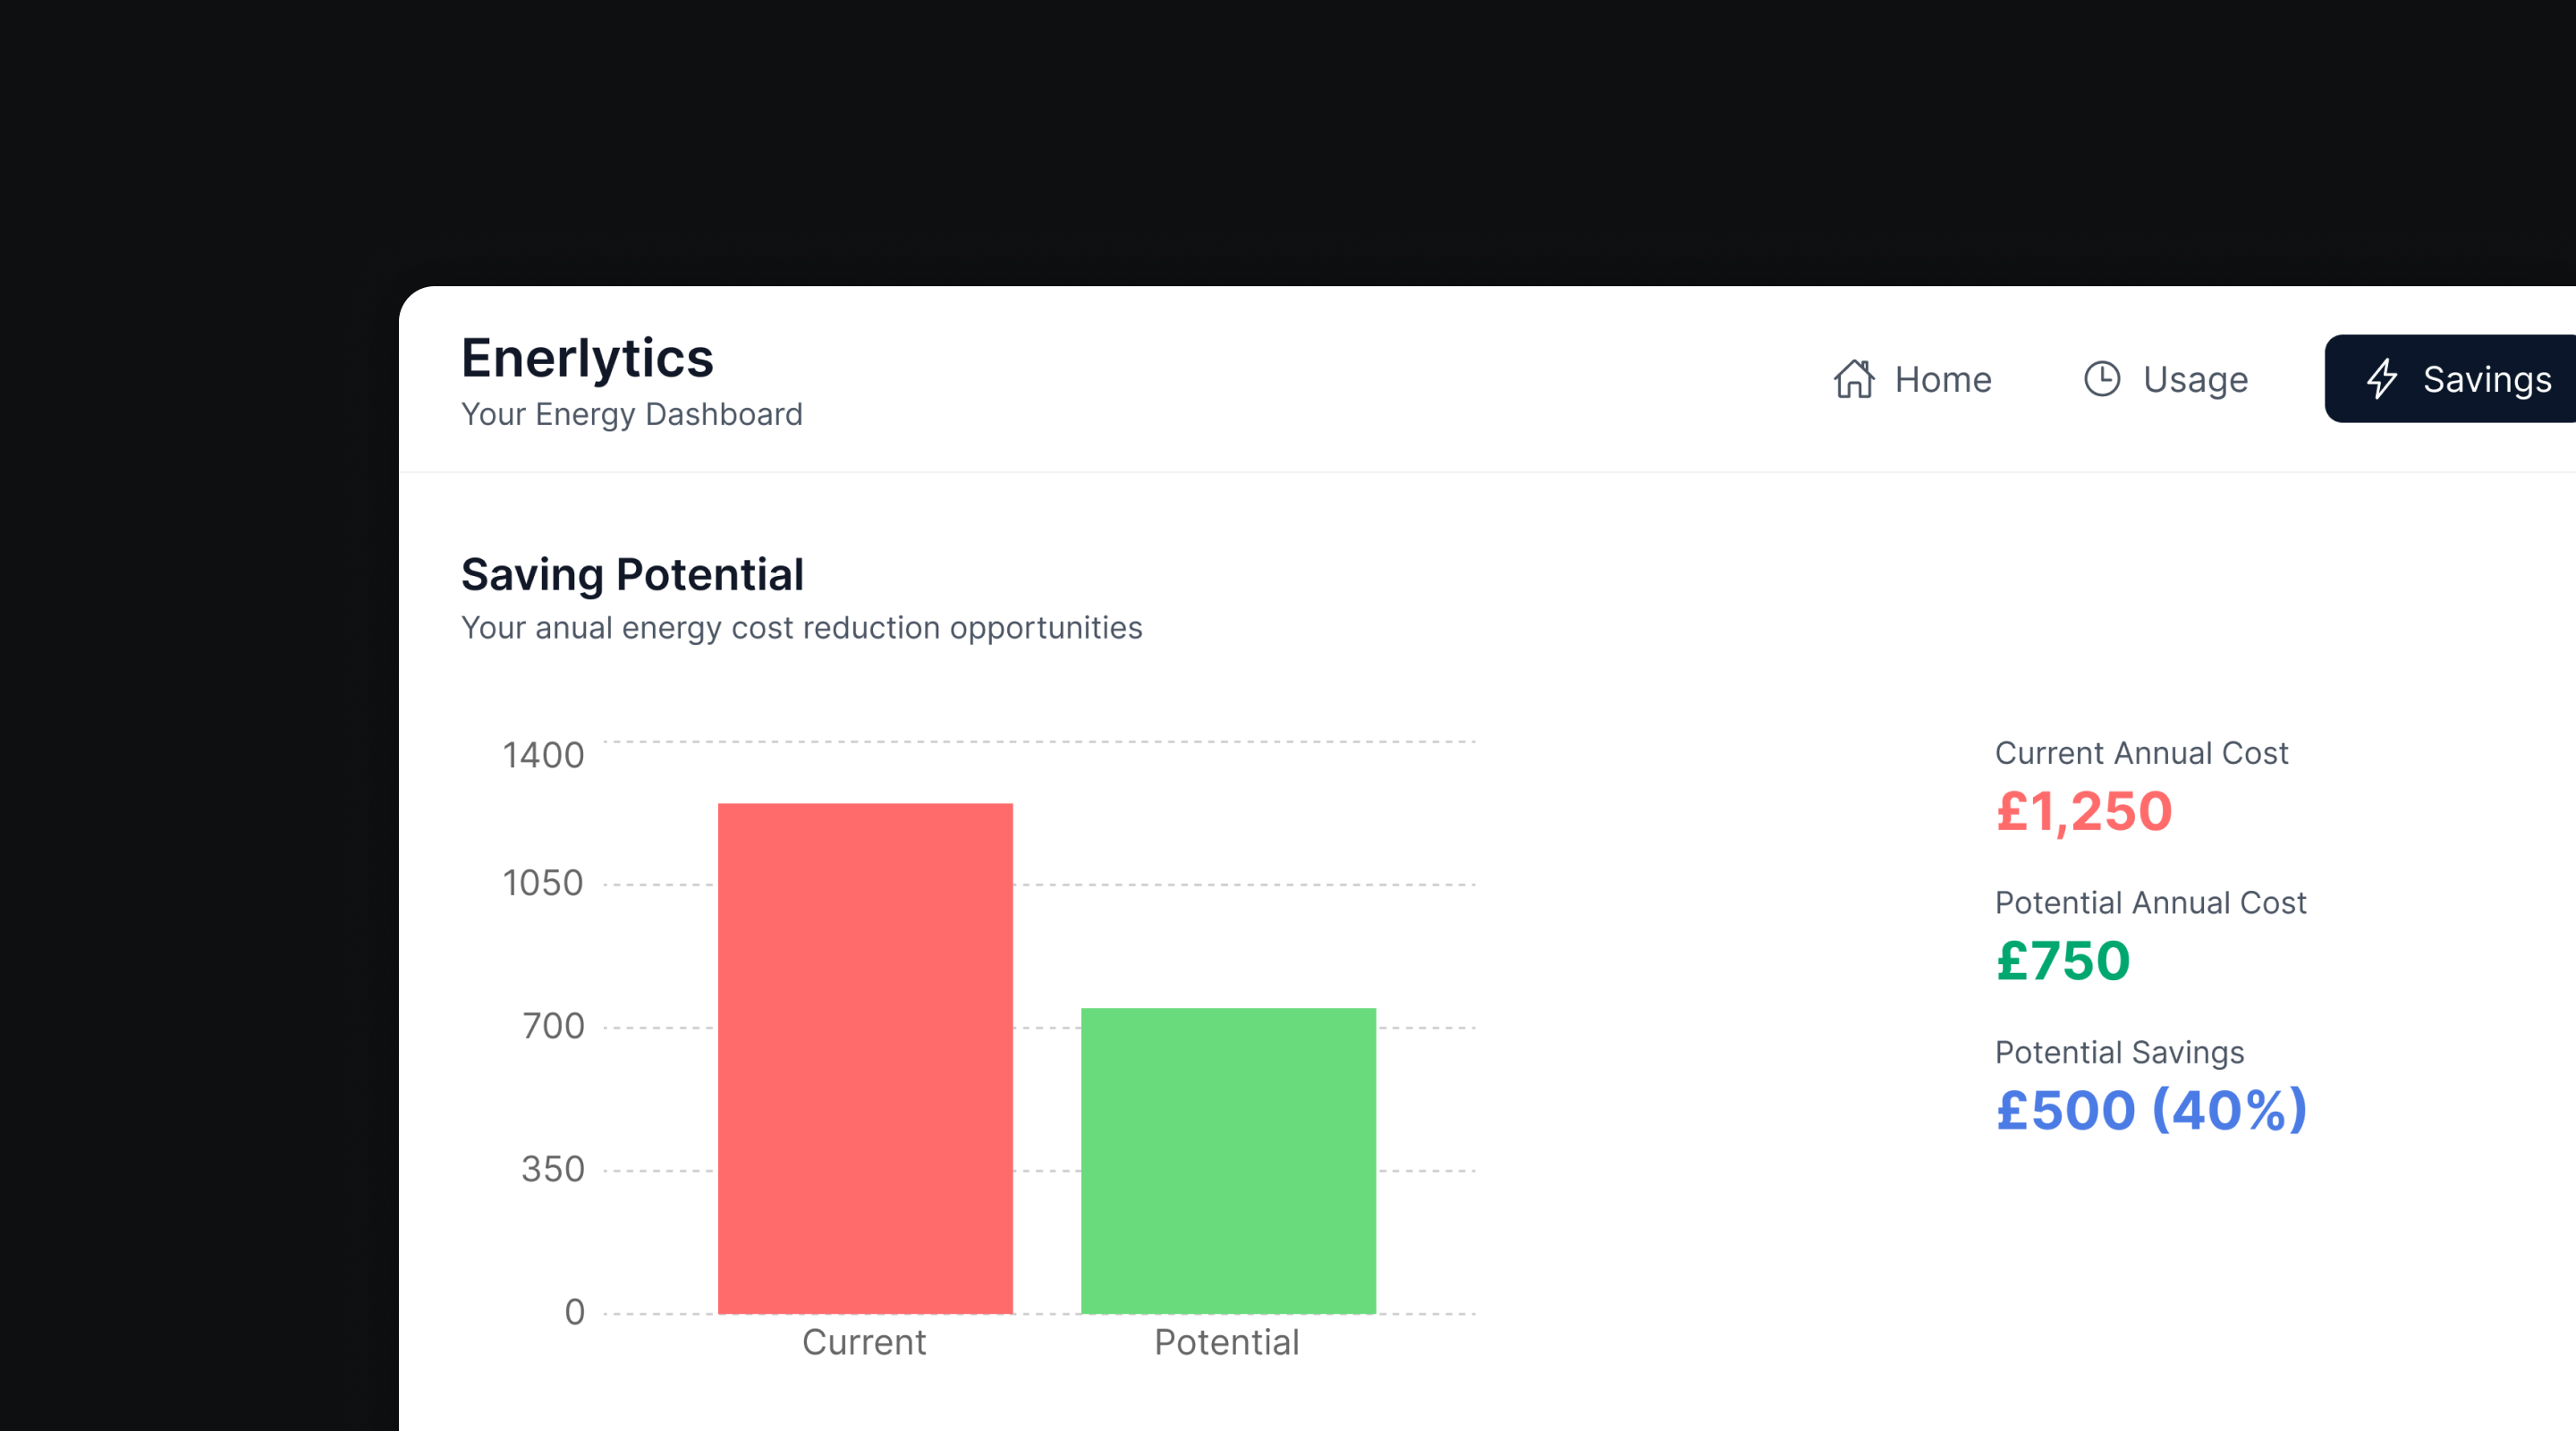 Enerlytics
Your Energy Dashboard
Home
Usage
Savings
Saving Potential
Your anual energy cost reduction opportunities
1400
1050
700
350
0
Current
Potential
Current Annual Cost
£1,250
Potential Annual Cost
£750
Potential Savings
£500 (40%)